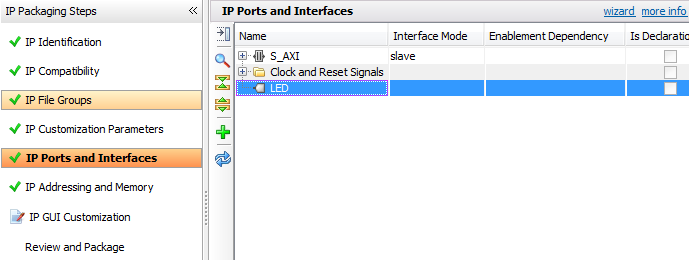 IP Packaging Steps
IP Identification
IP Compatibility
IP File Groups
IP Customization Parameters
IP Ports and Interfaces
IP Addressing and Memory
IP GUI Customization
Review and Package
IP Ports and Interfaces wizard more info
Name Interface Mode Enablement Dependency Is Declaratio
S_AXI slave
Clock and Reset Signals
LED